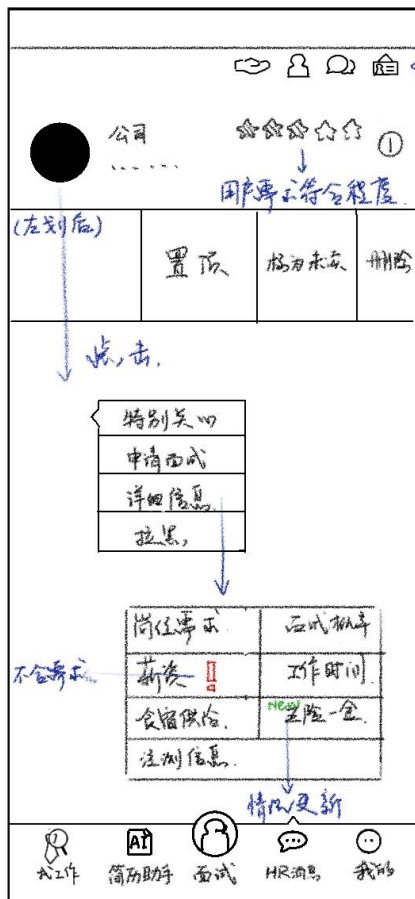 公司
......
用户要求符合程度
(左划后)
置顶
标为未读
删除
点击.
特别关心
申请面试
详细信息
拉黑
岗位要求
面试概率
不合要求
薪资 !
工作时间
食宿供给.
New
五险一金
注册信息.
情况更新
AI
找工作
简历助手
面试
HR消息
我的